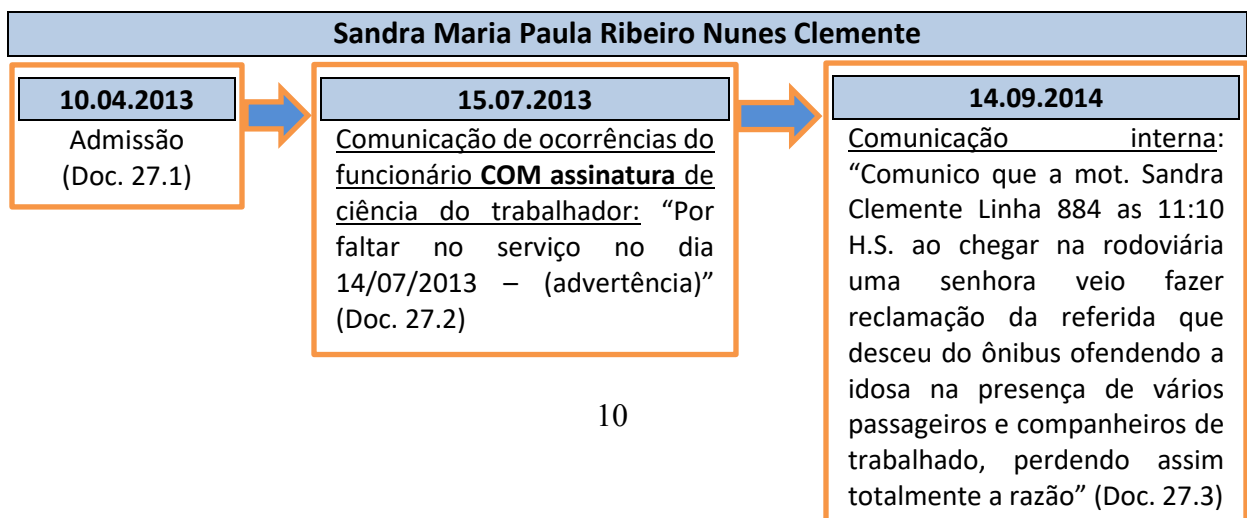 Sandra Maria Paula Ribeiro Nunes Clemente
10.04.2013
Admissão
(Doc. 27.1)
15.07.2013
Comunicação de ocorrências do
funcionário COM assinatura de
ciência do trabalhador: “Por
faltar no serviço no dia
14/07/2013 – (advertência)”
(Doc. 27.2)
14.09.2014
Comunicação interna:
“Comunico que a mot. Sandra
Clemente Linha 884 as 11:10
H.S. ao chegar na rodoviária
uma senhora veio fazer
reclamação da referida que
desceu do ônibus ofendendo a
idosa na presença de vários
passageiros e companheiros de
trabalhado, perdendo assim
totalmente a razão” (Doc. 27.3)
10